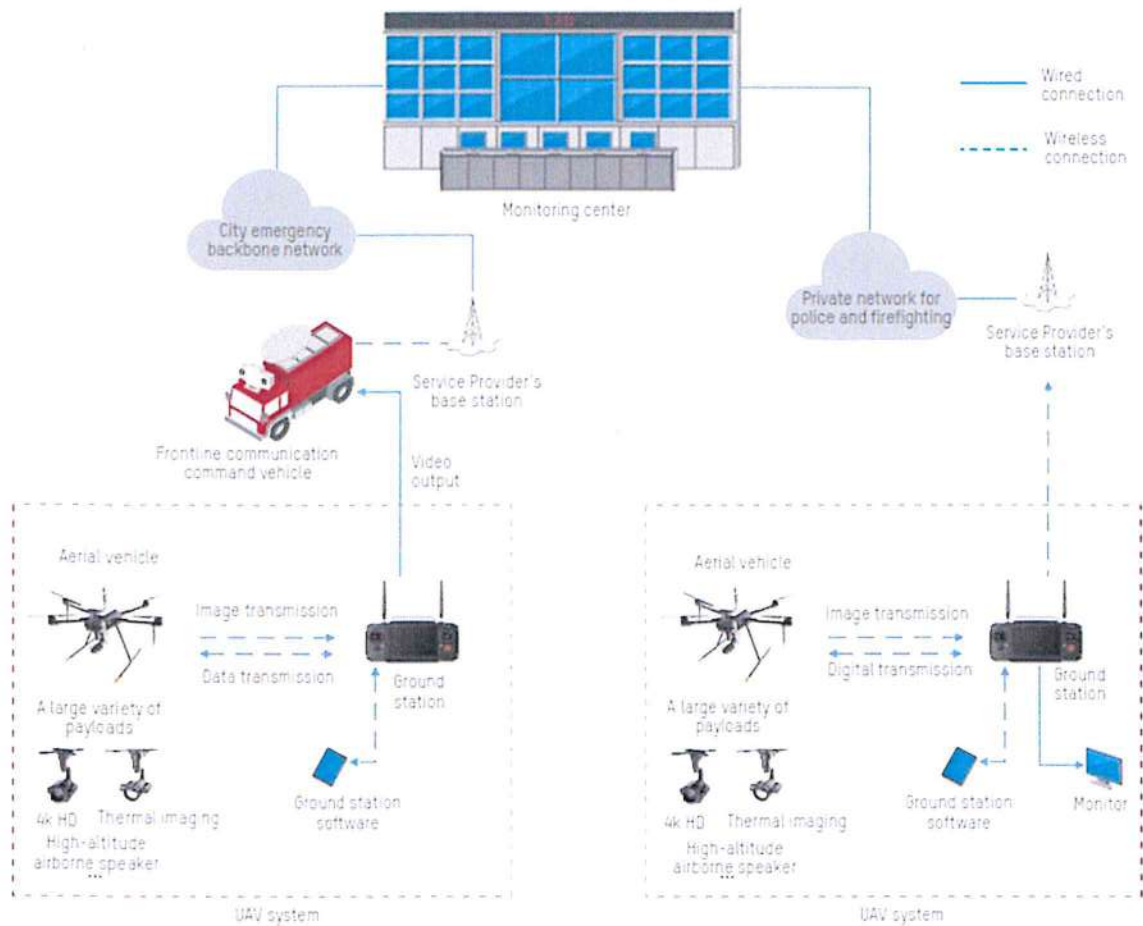 Wired
connection
Wireless
connection
Monitoring center
City emergency
backbone network
Private network for
police and firefighting
Service Provider's
base station
Service Provider's
base station
Frontline communication
command vehicle
Video
output
Aerial vehicle
Image transmission
Data transmission
Ground
station
A large variety of
payloads
4k HD
Thermal imaging
High-altitude
airborne speaker
...
Ground station
software
UAV system
Aerial vehicle
Image transmission
Digital transmission
Ground
station
A large variety of
payloads
4k HD
Thermal imaging
High-altitude
airborne speaker
...
Ground station
software
Monitor
UAV system